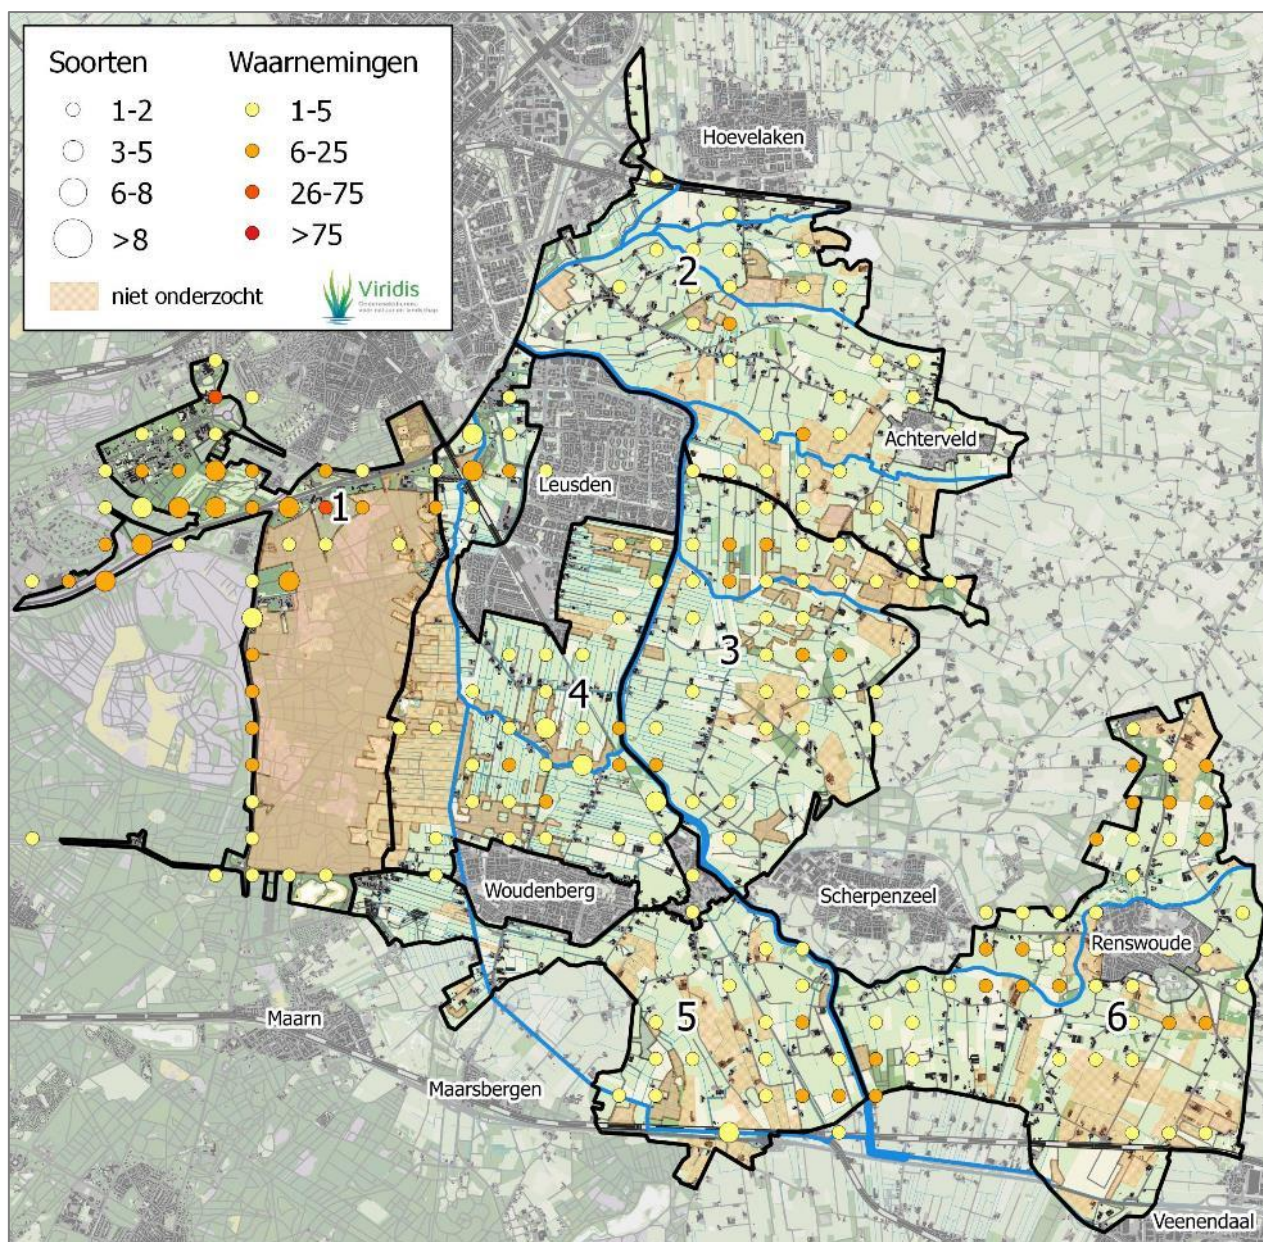 Soorten
Waarnemingen
1-2
1-5
3-5
6-25
6-8
26-75
>8
>75
niet onderzocht
Viridis
Hoevelaken
2
Achterveld
Leusden
1
3
4
Woudenberg
Scherpenzeel
Renswoude
Maarn
5
6
Maarsbergen
Veenendaal